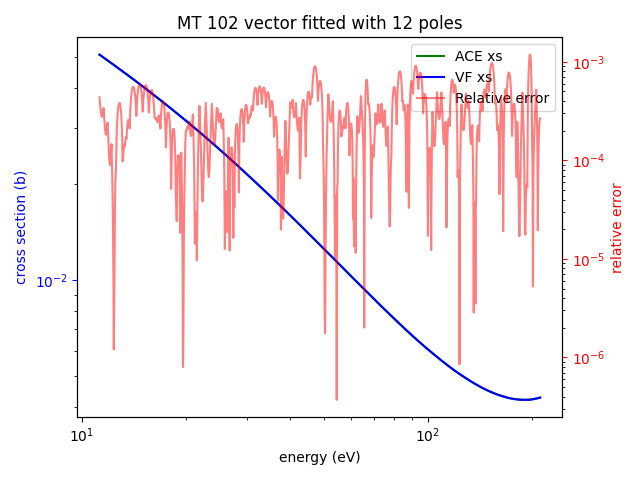 MT 102 vector fitted with 12 poles
ACE xs
VF xs
Relative error
cross section (b)
10⁻²
10⁻³
10⁻⁴
10⁻⁵
10⁻⁶
relative error
10¹
10²
energy (eV)